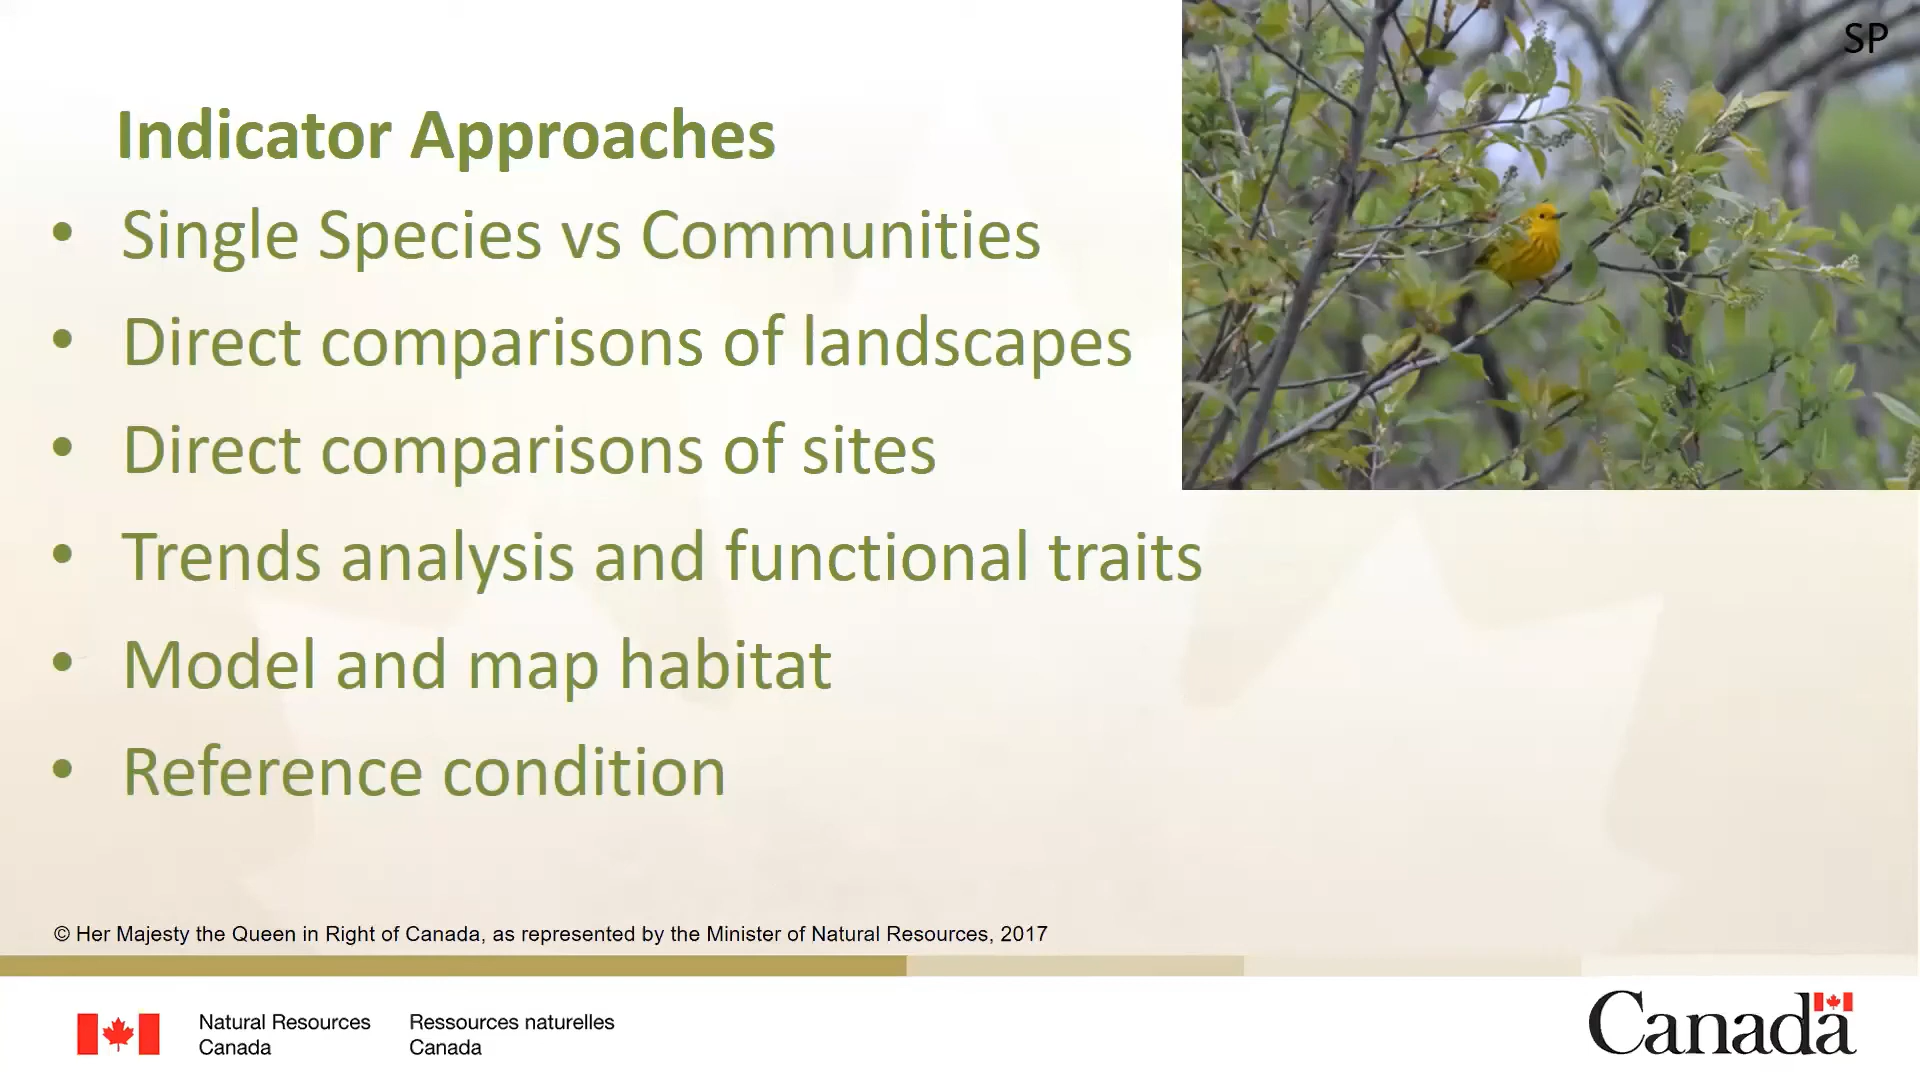 SP
Indicator Approaches
• Single Species vs Communities
• Direct comparisons of landscapes
• Direct comparisons of sites
• Trends analysis and functional traits
• Model and map habitat
• Reference condition
© Her Majesty the Queen in Right of Canada, as represented by the Minister of Natural Resources, 2017
Natural Resources
Canada
Ressources naturelles
Canada
Canada